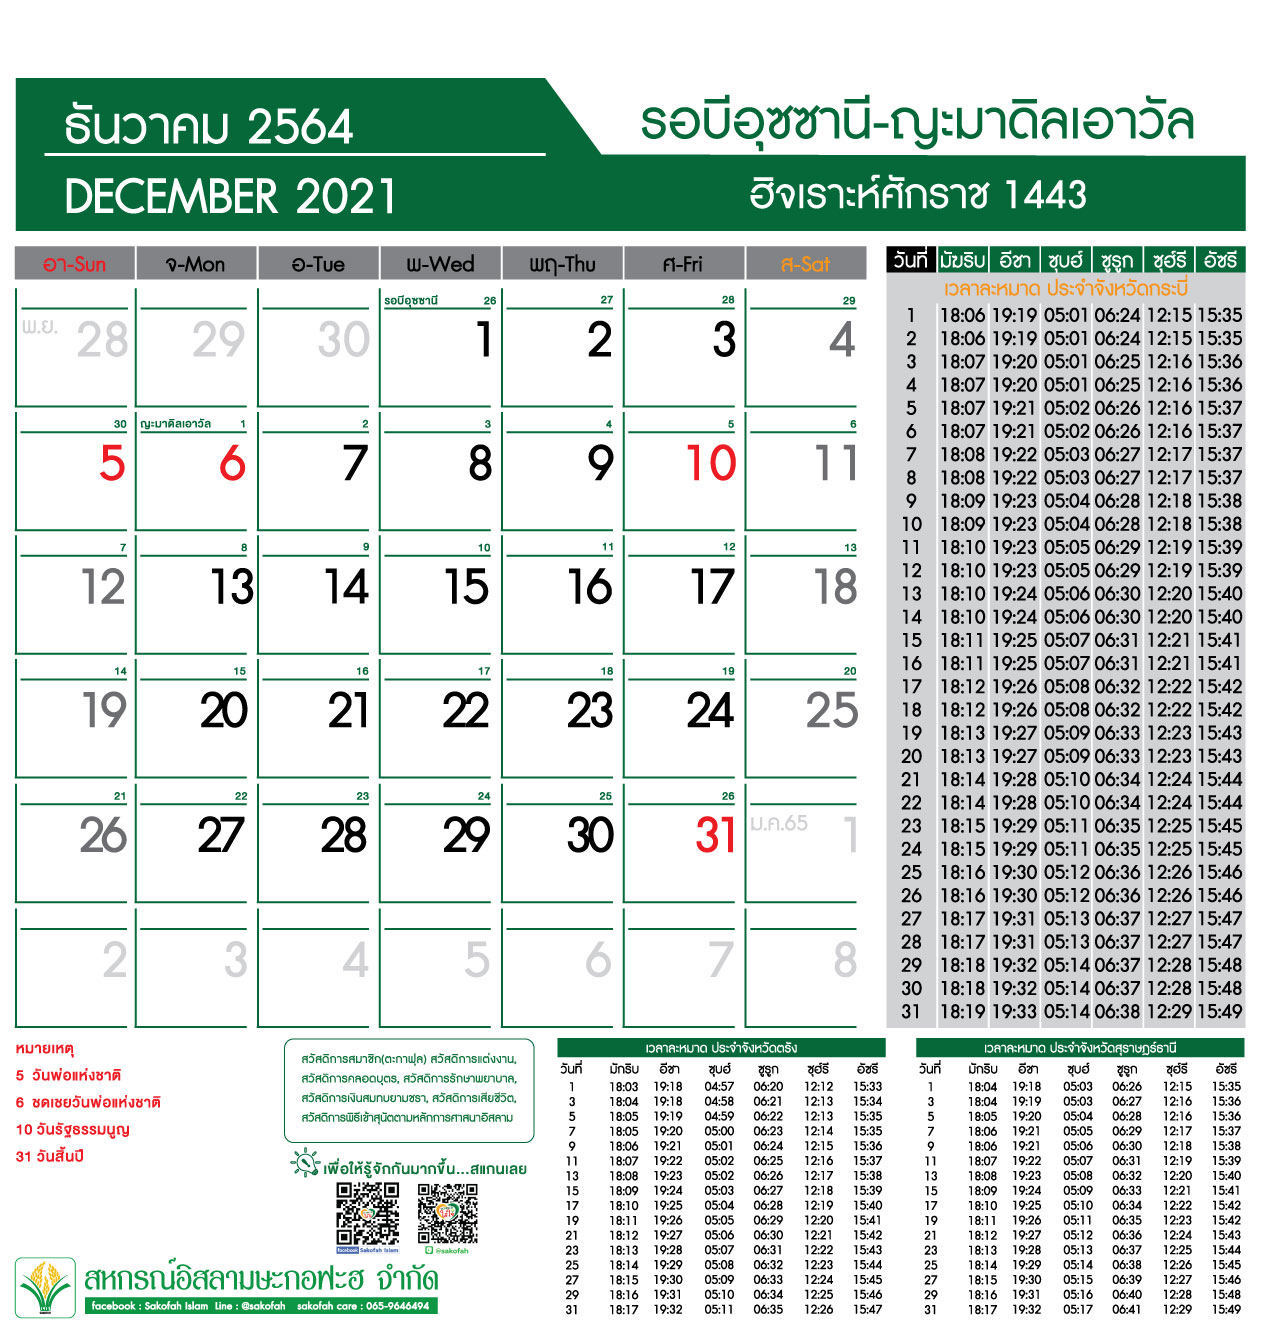 ธันวาคม 2564
DECEMBER 2021
รอบีอุซซานี-ญะมาดิลเอาวัล
ฮิจเราะห์ศักราช 1443
อา-Sun จ-Mon อ-Tue พ-Wed พฤ-Thu ศ-Fri ส-Sat
รอบีอุซซานี 26 27 28 29
พ.ย. 28 29 30 1 2 3 4
30 ญะมาดิลเอาวัล 1 2 3 4 5 6
5 6 7 8 9 10 11
7 8 9 10 11 12 13
12 13 14 15 16 17 18
14 15 16 17 18 19 20
19 20 21 22 23 24 25
21 22 23 24 25 26
26 27 28 29 30 31 ม.ค.65 1
2 3 4 5 6 7 8
วันที่ มัฆริบ อีชา ซุบฮ์ ชูรูก ซุฮ์รี อัซรี
เวลาละหมาด ประจำจังหวัดกระบี่
1 18:06 19:19 05:01 06:24 12:15 15:35
2 18:06 19:19 05:01 06:24 12:15 15:35
3 18:07 19:20 05:01 06:25 12:16 15:36
4 18:07 19:20 05:01 06:25 12:16 15:36
5 18:07 19:21 05:02 06:26 12:16 15:37
6 18:07 19:21 05:02 06:26 12:16 15:37
7 18:08 19:22 05:03 06:27 12:17 15:37
8 18:08 19:22 05:03 06:27 12:17 15:37
9 18:09 19:23 05:04 06:28 12:18 15:38
10 18:09 19:23 05:04 06:28 12:18 15:38
11 18:10 19:23 05:05 06:29 12:19 15:39
12 18:10 19:23 05:05 06:29 12:19 15:39
13 18:10 19:24 05:06 06:30 12:20 15:40
14 18:10 19:24 05:06 06:30 12:20 15:40
15 18:11 19:25 05:07 06:31 12:21 15:41
16 18:11 19:25 05:07 06:31 12:21 15:41
17 18:12 19:26 05:08 06:32 12:22 15:42
18 18:12 19:26 05:08 06:32 12:22 15:42
19 18:13 19:27 05:09 06:33 12:23 15:43
20 18:13 19:27 05:09 06:33 12:23 15:43
21 18:14 19:28 05:10 06:34 12:24 15:44
22 18:14 19:28 05:10 06:34 12:24 15:44
23 18:15 19:29 05:11 06:35 12:25 15:45
24 18:15 19:29 05:11 06:35 12:25 15:45
25 18:16 19:30 05:12 06:36 12:26 15:46
26 18:16 19:30 05:12 06:36 12:26 15:46
27 18:17 19:31 05:13 06:37 12:27 15:47
28 18:17 19:31 05:13 06:37 12:27 15:47
29 18:18 19:32 05:14 06:37 12:28 15:48
30 18:18 19:32 05:14 06:37 12:28 15:48
31 18:19 19:33 05:14 06:38 12:29 15:49
หมายเหตุ
5 วันพ่อแห่งชาติ
6 ชดเชยวันพ่อแห่งชาติ
10 วันรัฐธรรมนูญ
31 วันสิ้นปี
สวัสดิการสมาชิก(ตะกาฟุล) สวัสดิการแต่งงาน,
สวัสดิการคลอดบุตร, สวัสดิการรักษาพยาบาล,
สวัสดิการเงินสมทบยามชรา, สวัสดิการเสียชีวิต,
สวัสดิการพิธีเข้าสุนัตตามหลักการศาสนาอิสลาม
เพื่อให้รู้จักกันมากขึ้น...สแกนเลย
facebook Sakofah Islam
@sakofah
สหกรณ์อิสลามษะกอฟะฮ จำกัด
facebook : Sakofah Islam Line : @sakofah sakofah care : 065-9646494
เวลาละหมาด ประจำจังหวัดตรัง
วันที่ มักริบ อีชา ซุบฮ์ ชูรูก ซุฮ์รี อัซรี
1 18:03 19:18 04:57 06:20 12:12 15:33
3 18:04 19:18 04:58 06:21 12:13 15:34
5 18:05 19:19 04:59 06:22 12:13 15:35
7 18:05 19:20 05:00 06:23 12:14 15:35
9 18:06 19:21 05:01 06:24 12:15 15:36
11 18:07 19:22 05:02 06:25 12:16 15:37
13 18:08 19:23 05:02 06:26 12:17 15:38
15 18:09 19:24 05:03 06:27 12:18 15:39
17 18:10 19:25 05:04 06:28 12:19 15:40
19 18:11 19:26 05:05 06:29 12:20 15:41
21 18:12 19:27 05:06 06:30 12:21 15:42
23 18:13 19:28 05:07 06:31 12:22 15:43
25 18:14 19:29 05:08 06:32 12:23 15:44
27 18:15 19:30 05:09 06:33 12:24 15:45
29 18:16 19:31 05:10 06:34 12:25 15:46
31 18:17 19:32 05:11 06:35 12:26 15:47
เวลาละหมาด ประจำจังหวัดสุราษฎร์ธานี
วันที่ มักริบ อีชา ซุบฮ์ ชูรูก ซุฮ์รี อัซรี
1 18:04 19:18 05:03 06:26 12:15 15:35
3 18:04 19:19 05:03 06:27 12:16 15:36
5 18:05 19:20 05:04 06:28 12:16 15:36
7 18:06 19:21 05:05 06:29 12:17 15:37
9 18:06 19:21 05:06 06:30 12:18 15:38
11 18:07 19:22 05:07 06:31 12:19 15:39
13 18:08 19:23 05:08 06:32 12:20 15:40
15 18:09 19:24 05:09 06:33 12:21 15:41
17 18:10 19:25 05:10 06:34 12:22 15:42
19 18:11 19:26 05:11 06:35 12:23 15:42
21 18:12 19:27 05:12 06:36 12:24 15:43
23 18:13 19:28 05:13 06:37 12:25 15:44
25 18:14 19:29 05:14 06:38 12:26 15:45
27 18:15 19:30 05:15 06:39 12:27 15:46
29 18:16 19:31 05:16 06:40 12:28 15:48
31 18:17 19:32 05:17 06:41 12:29 15:49